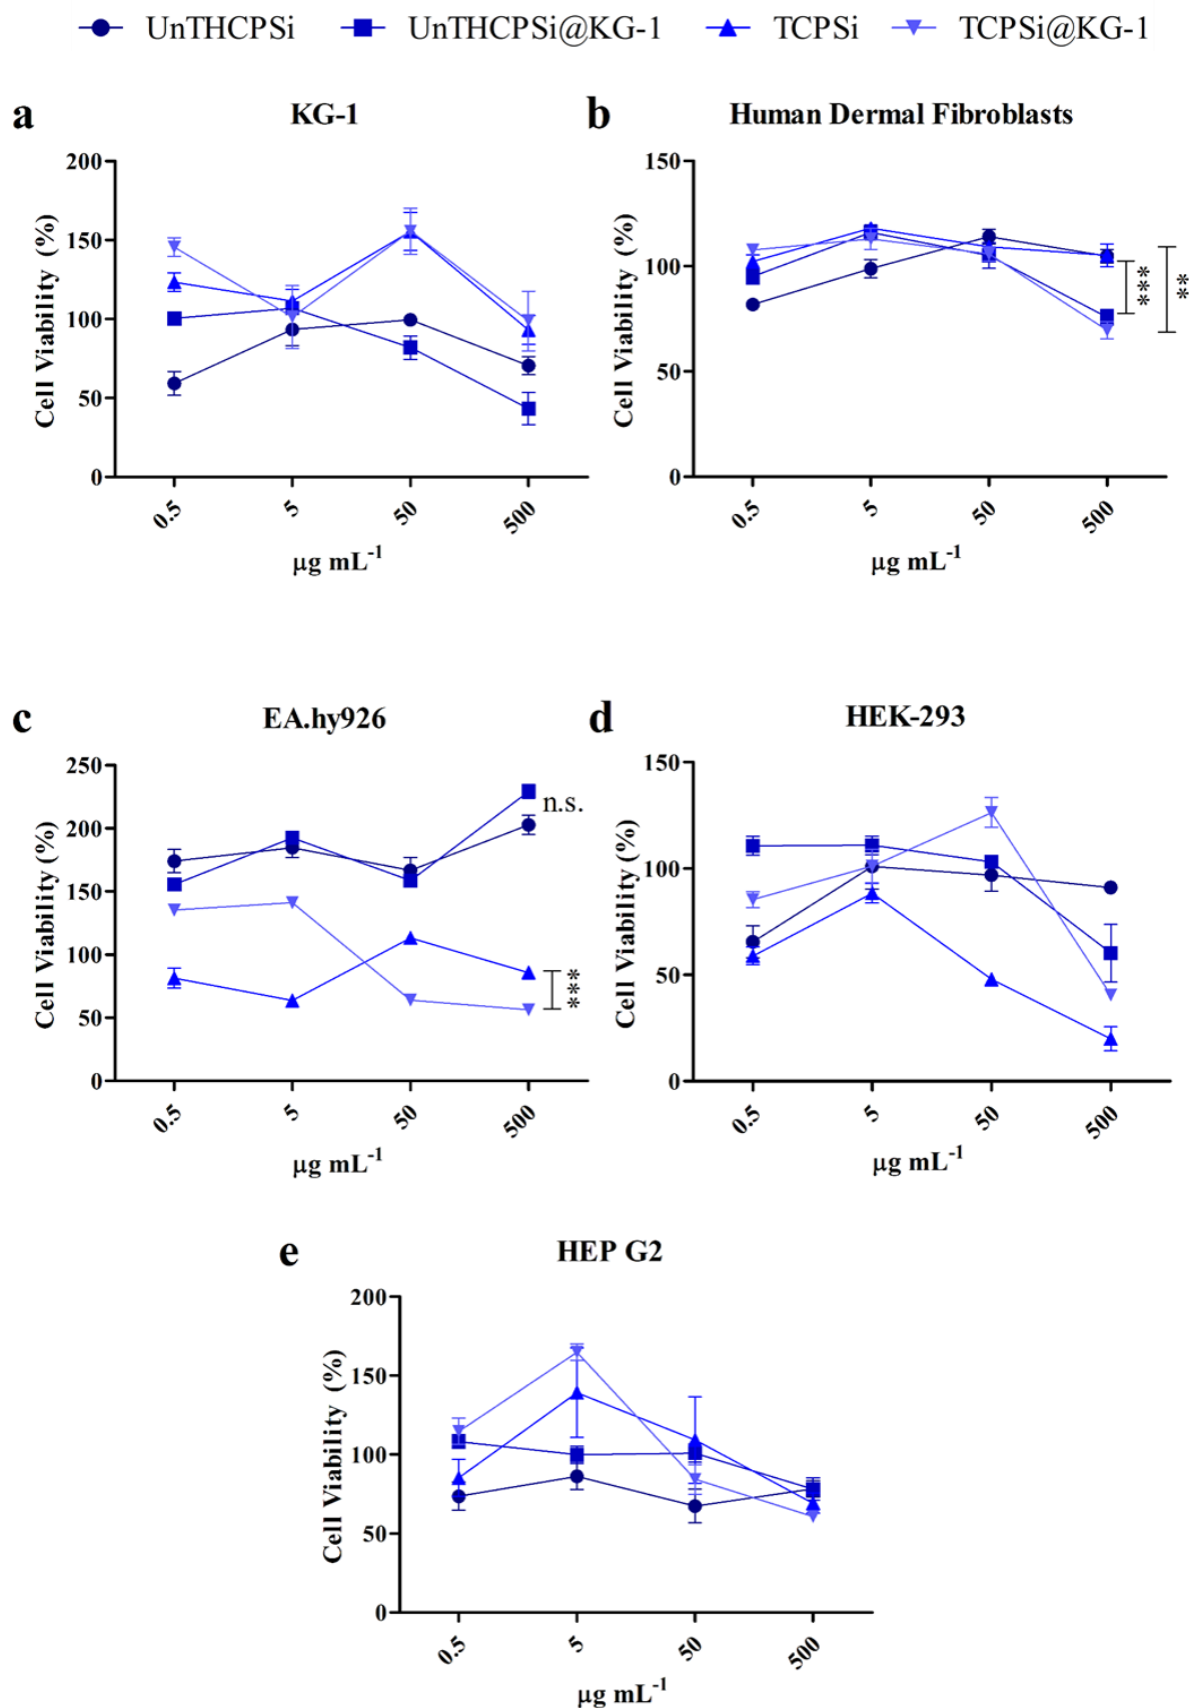 UnTHCPSi UnTHCPSi@KG-1 TCPSi TCPSi@KG-1
a KG-1
200
150
100
50
0
Cell Viability (%)
0.5 5 50 500
µg mL-1
b Human Dermal Fibroblasts
150
100
50
0
Cell Viability (%)
***
**
0.5 5 50 500
µg mL-1
c EA.hy926
250
200
150
100
50
0
Cell Viability (%)
n.s.
***
0.5 5 50 500
µg mL-1
d HEK-293
150
100
50
0
Cell Viability (%)
0.5 5 50 500
µg mL-1
e HEP G2
200
150
100
50
0
Cell Viability (%)
0.5 5 50 500
µg mL-1